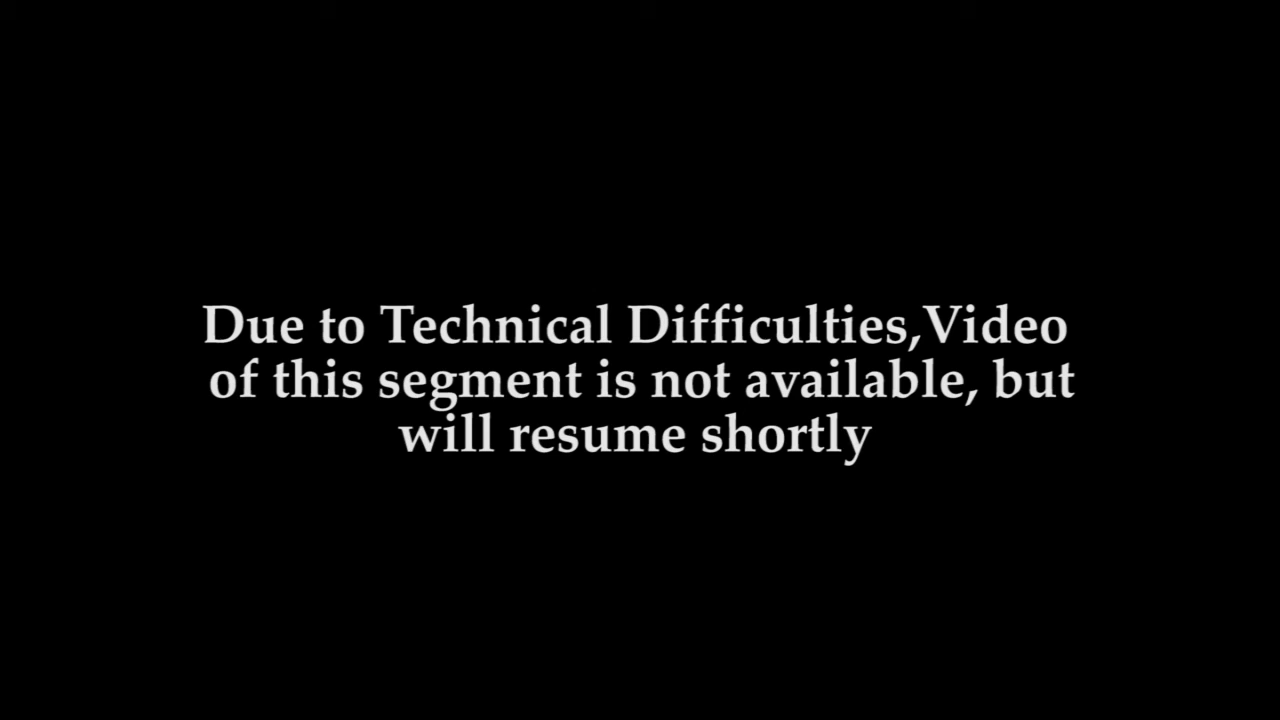 Due to Technical Difficulties,Video
of this segment is not available, but
will resume shortly